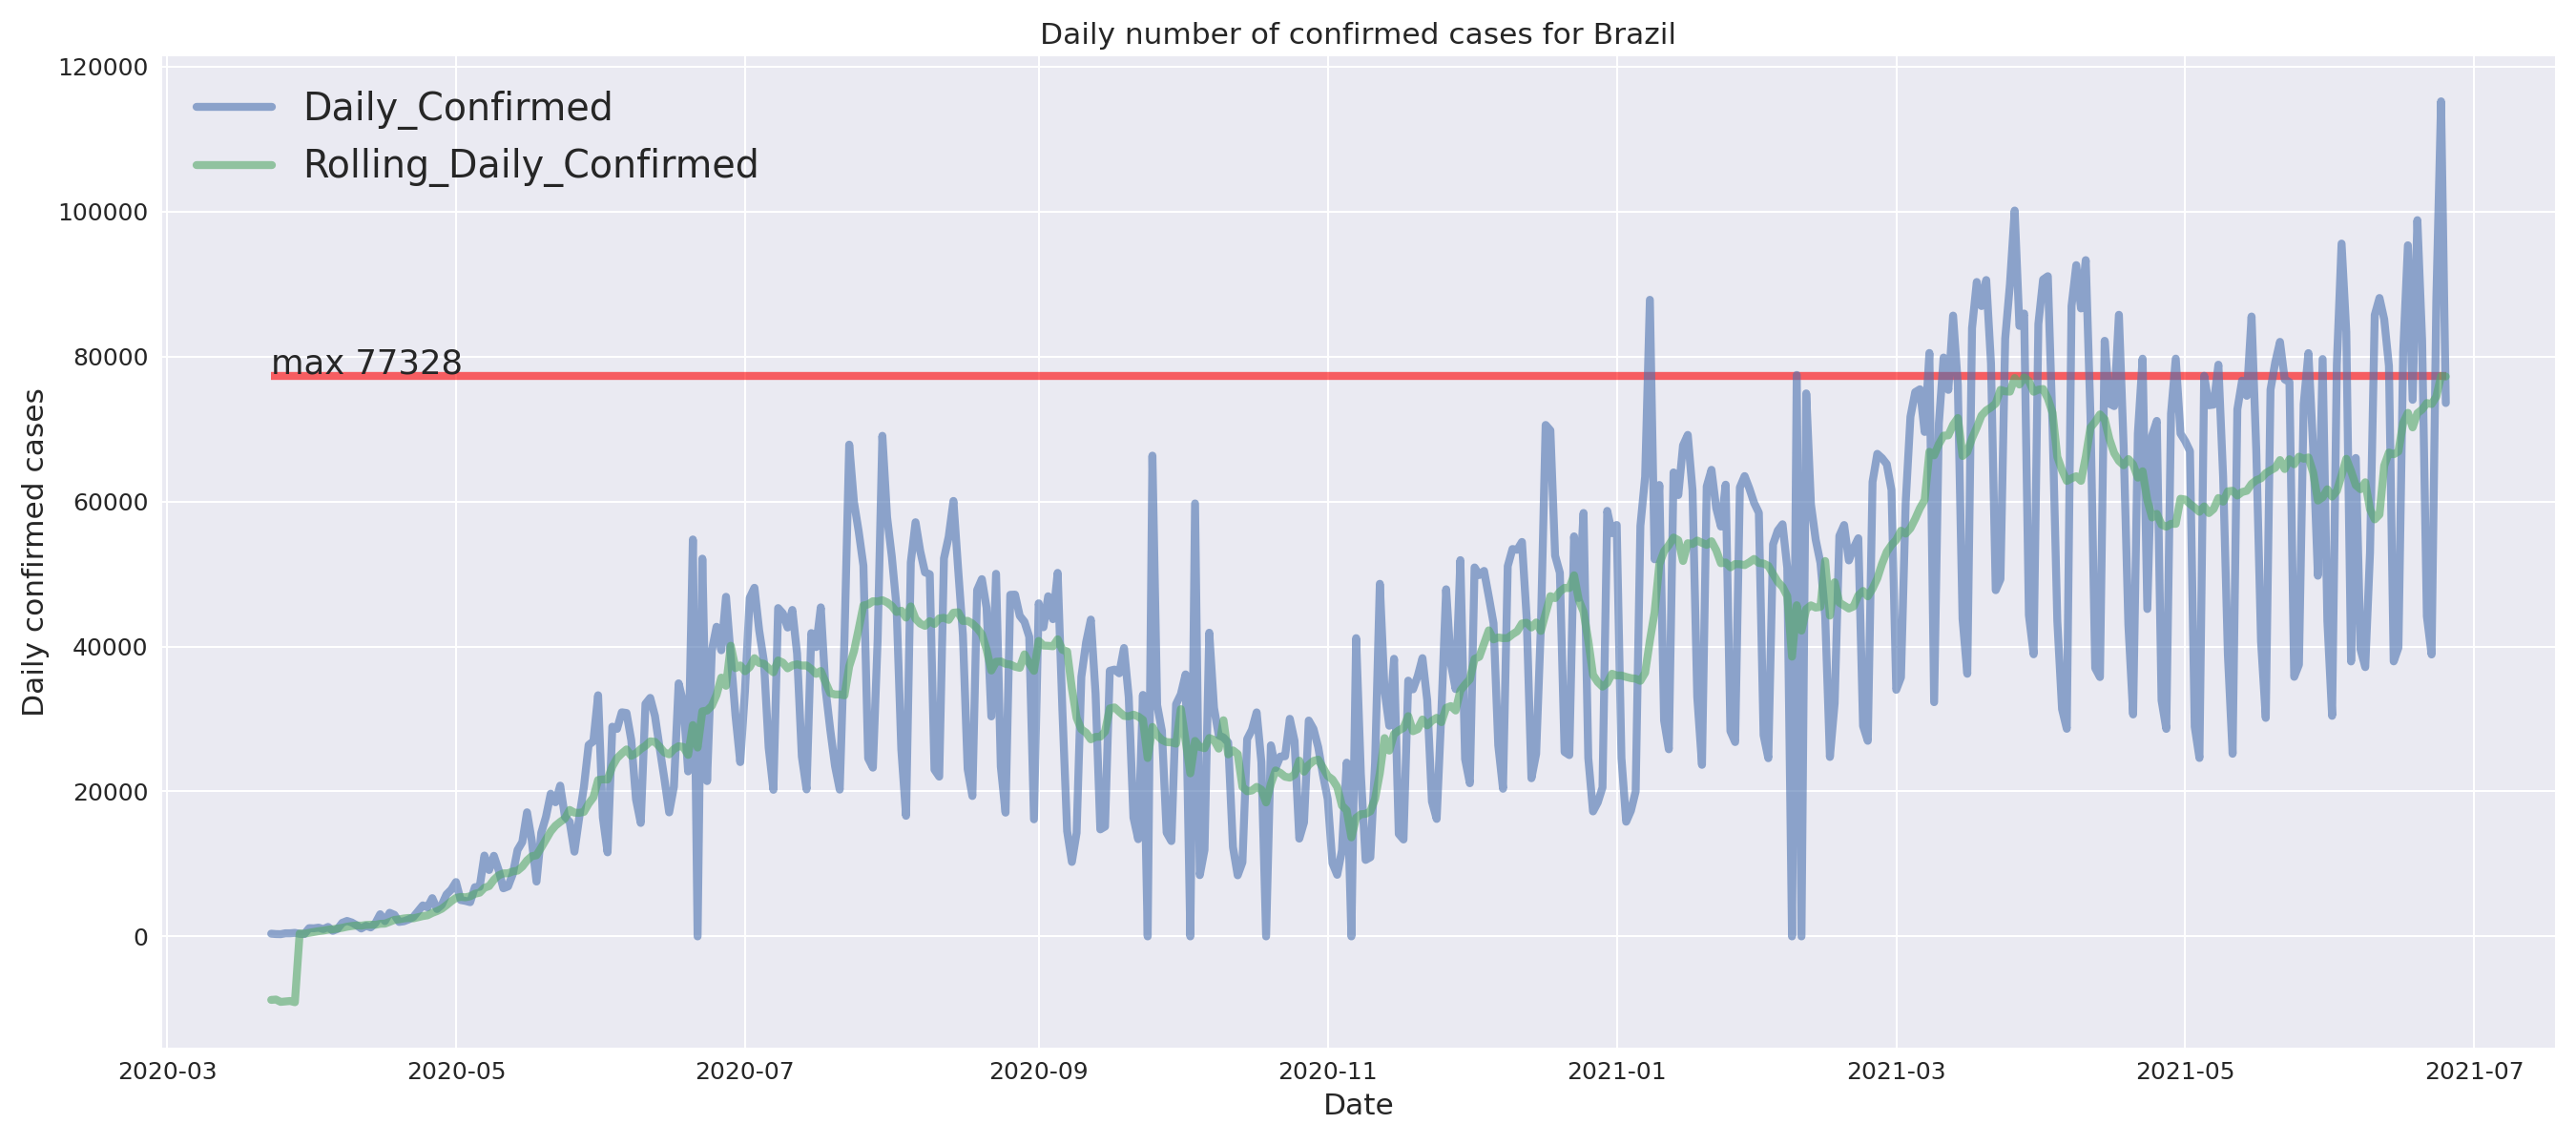 Daily number of confirmed cases for Brazil
120000
100000
80000
60000
40000
20000
0
Daily confirmed cases
Daily_Confirmed
Rolling_Daily_Confirmed
max 77328
2020-03 2020-05 2020-07 2020-09 2020-11 2021-01 2021-03 2021-05 2021-07
Date